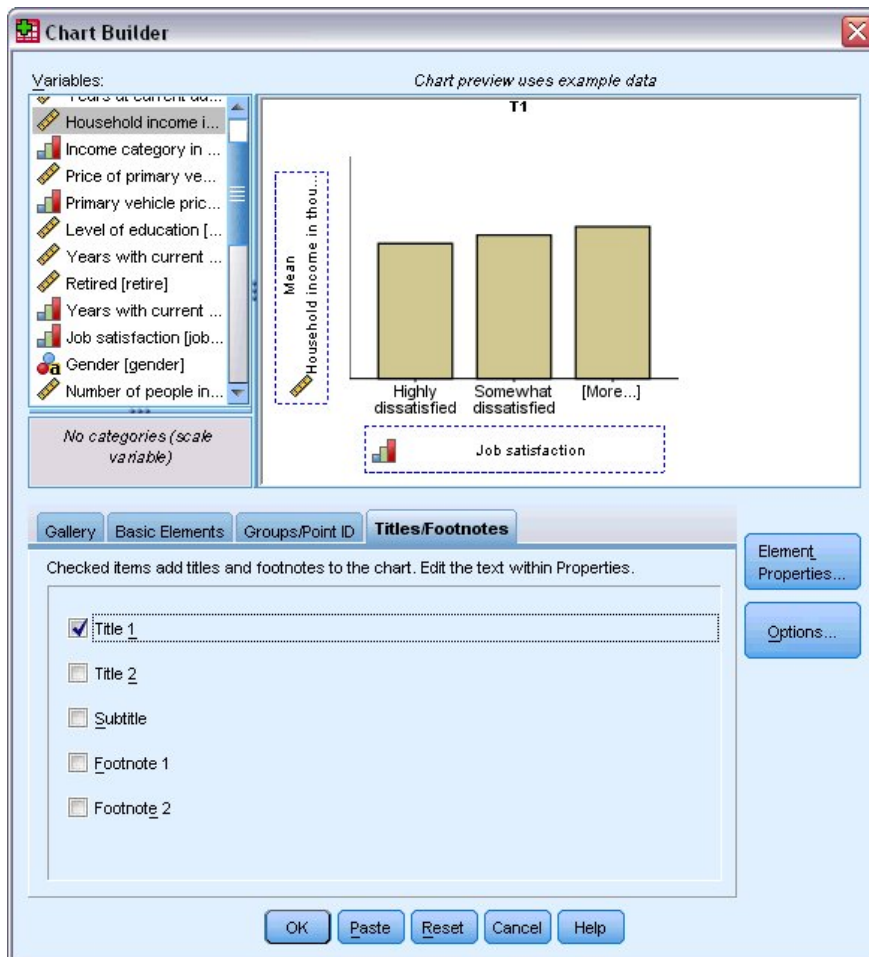 Chart Builder
Variables:
Chart preview uses example data
Years at current ad...
Household income i...
Income category in ...
Price of primary ve...
Primary vehicle pric...
Level of education [...
Years with current ...
Retired [retire]
Years with current ...
Job satisfaction [job...
Gender [gender]
Number of people in...
No categories (scale
variable)
T1
Mean
Household income in thou...
Highly
dissatisfied
Somewhat
dissatisfied
[More...]
Job satisfaction
Gallery
Basic Elements
Groups/Point ID
Titles/Footnotes
Checked items add titles and footnotes to the chart. Edit the text within Properties.
Title 1
Title 2
Subtitle
Footnote 1
Footnote 2
Element
Properties...
Options...
OK
Paste
Reset
Cancel
Help